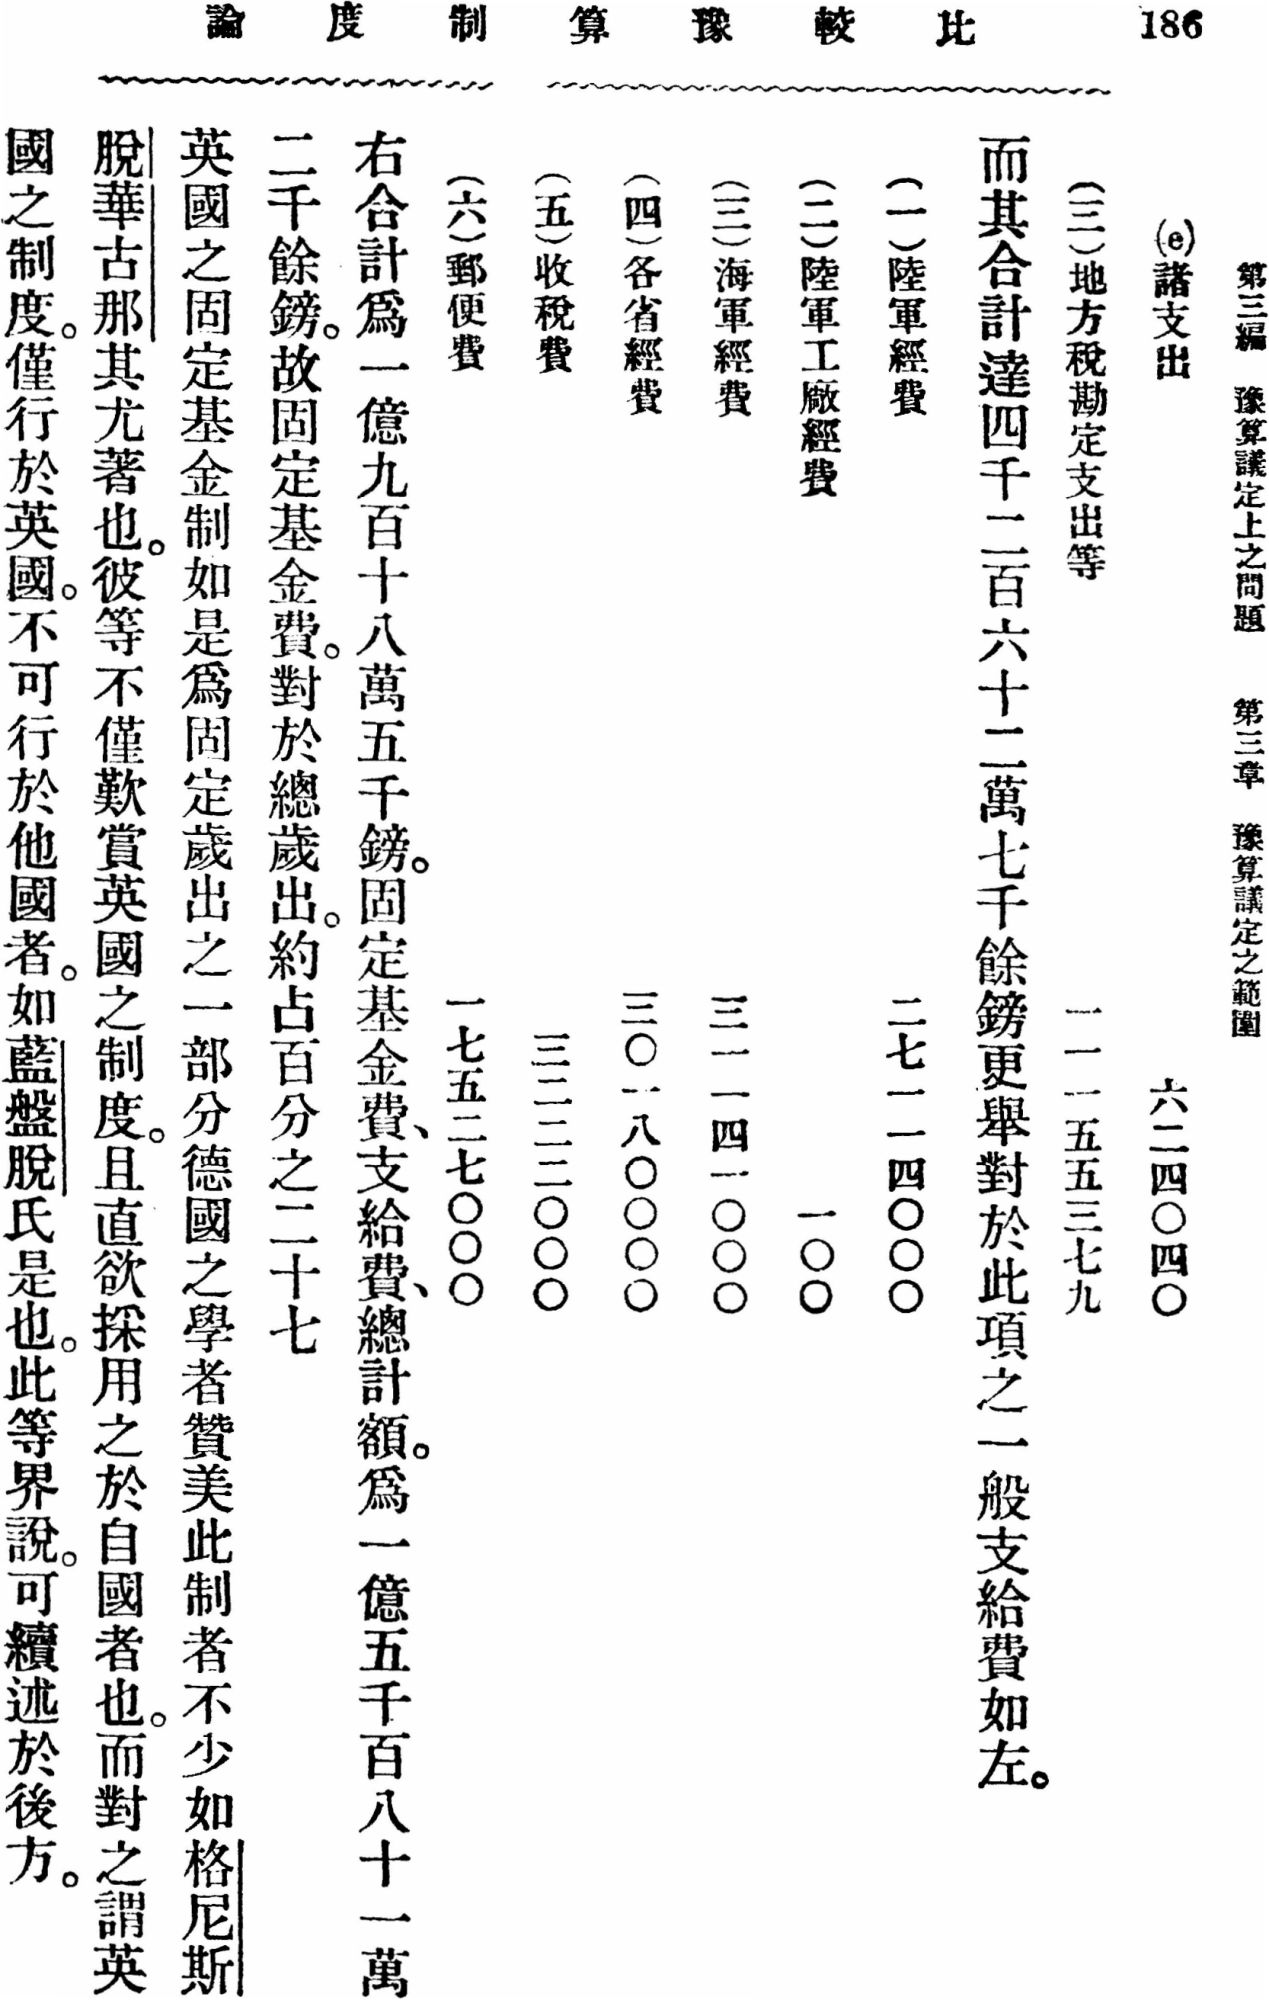 186
比較豫算制度論
第三編 豫算議定上之問題 第三章 豫算議定之範圍
(e)諸支出 六二四〇四〇
(三)地方稅勘定支出等 一一一五五三七九
而其合計達四千二百六十二萬七千餘鎊更舉對於此項之一般支給費如左。
(一)陸軍經費 二七一一四〇〇〇
(二)陸軍工廠經費 一〇〇
(三)海軍經費 三一一四一〇〇〇
(四)各省經費 三〇一八〇〇〇〇
(五)收稅費 三二二二〇〇〇
(六)郵便費 一七五二七〇〇〇
右合計爲一億九百十八萬五千鎊。固定基金費、支給費、總計額。爲一億五千百八十一萬
二千餘鎊。故固定基金費。對於總歲出。約占百分之二十七
英國之固定基金制如是爲固定歲出之一部分德國之學者贊美此制者不少如格尼斯
脫華古那其尤著也。彼等不僅歎賞英國之制度。且直欲採用之於自國者也。而對之謂英
國之制度。僅行於英國。不可行於他國者。如藍盤脫氏是也。此等界說。可續述於後方。